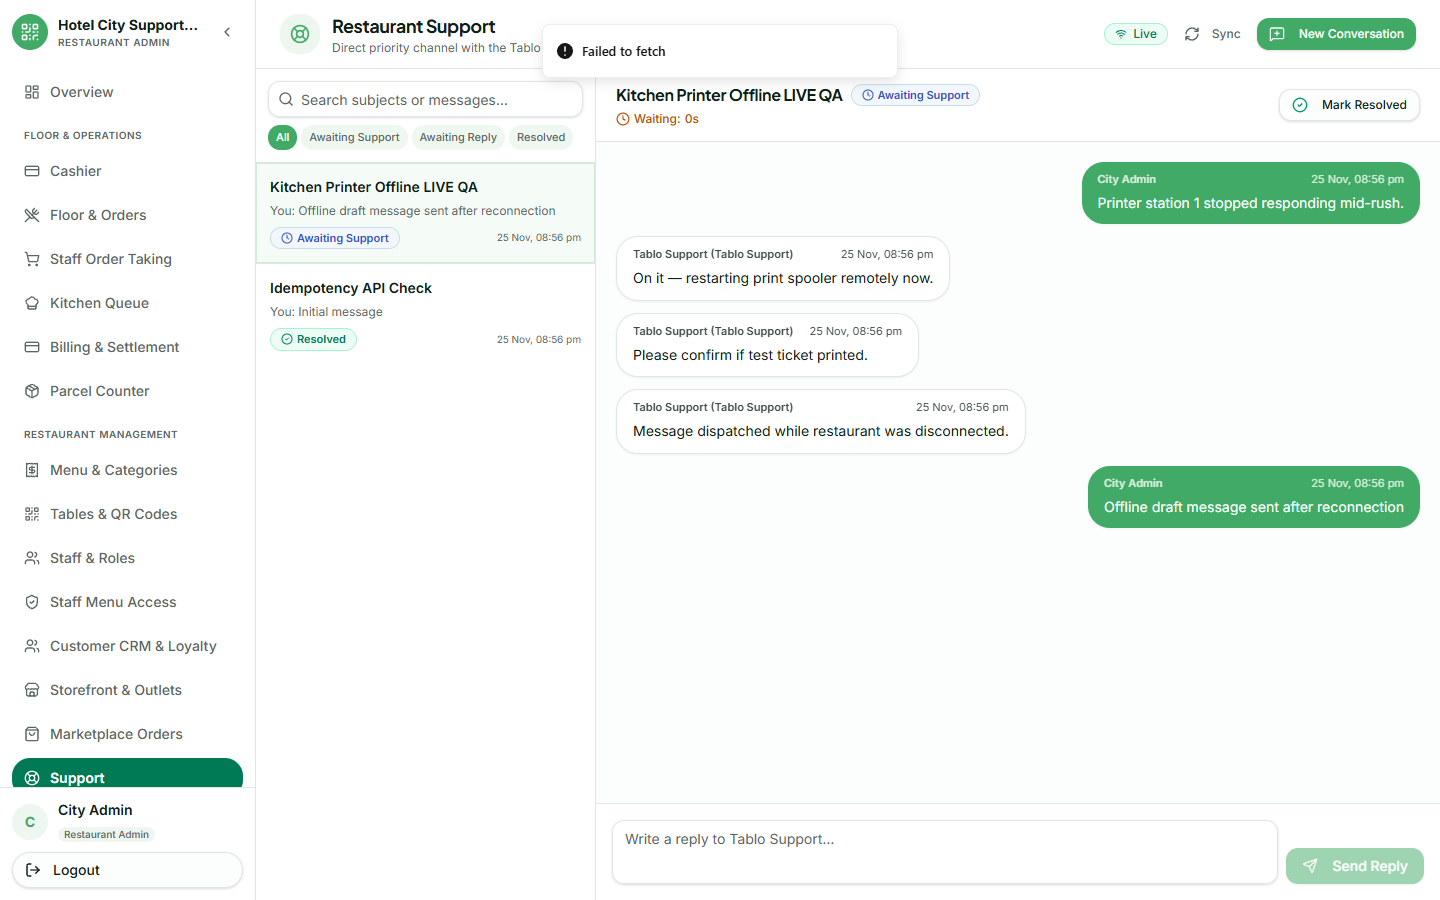 Hotel City Support...
RESTAURANT ADMIN
Overview
FLOOR & OPERATIONS
Cashier
Floor & Orders
Staff Order Taking
Kitchen Queue
Billing & Settlement
Parcel Counter
RESTAURANT MANAGEMENT
Menu & Categories
Tables & QR Codes
Staff & Roles
Staff Menu Access
Customer CRM & Loyalty
Storefront & Outlets
Marketplace Orders
Support
C
City Admin
Restaurant Admin
Logout
Restaurant Support
Direct priority channel with the Tablo
Failed to fetch
Live
Sync
New Conversation
Search subjects or messages...
All
Awaiting Support
Awaiting Reply
Resolved
Kitchen Printer Offline LIVE QA
You: Offline draft message sent after reconnection
Awaiting Support
25 Nov, 08:56 pm
Idempotency API Check
You: Initial message
Resolved
25 Nov, 08:56 pm
Kitchen Printer Offline LIVE QA
Awaiting Support
Waiting: 0s
Mark Resolved
City Admin 25 Nov, 08:56 pm
Printer station 1 stopped responding mid-rush.
Tablo Support (Tablo Support) 25 Nov, 08:56 pm
On it — restarting print spooler remotely now.
Tablo Support (Tablo Support) 25 Nov, 08:56 pm
Please confirm if test ticket printed.
Tablo Support (Tablo Support) 25 Nov, 08:56 pm
Message dispatched while restaurant was disconnected.
City Admin 25 Nov, 08:56 pm
Offline draft message sent after reconnection
Write a reply to Tablo Support...
Send Reply